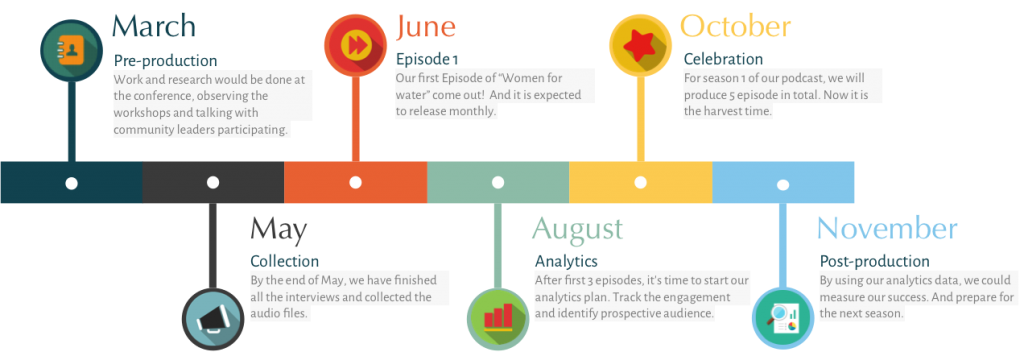 March
Pre-production
Work and research would be done at
the conference, observing the
workshops and talking with
community leaders participating.
June
Episode 1
Our first Episode of "Women for
water" come out! And it is expected
to release monthly.
October
Celebration
For season 1 of our podcast, we will
produce 5 episode in total. Now it is
the harvest time.
May
Collection
By the end of May, we have finished
all the interviews and collected the
audio files.
August
Analytics
After first 3 episodes, it's time to start our
analytics plan. Track the engagement
and identify prospective audience.
November
Post-production
By using our analytics data, we could
measure our success. And prepare for
the next season.